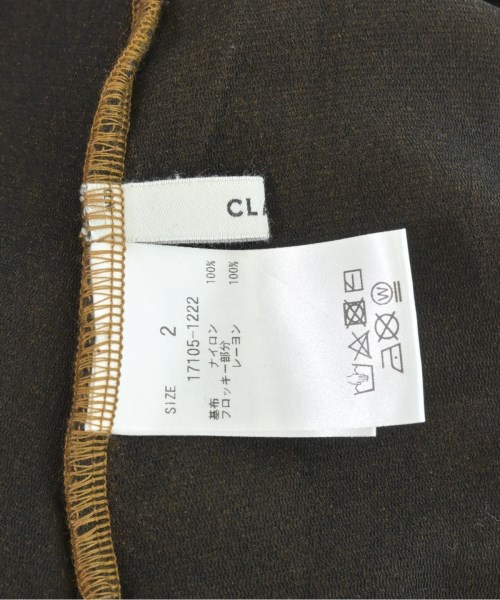 CLA
SIZE 2
17105-1222
基布
ナイロン 100%
フロッキー部分
レーヨン 100%
W